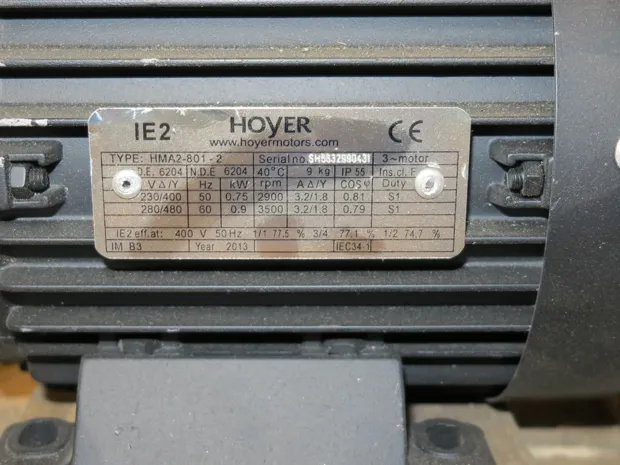 IE2 HOYER CE
www.hoyermotors.com
TYPE: HMA2-801-2 Serial no. 3~motor
D.E. 6204 N.D.E 6204 40°C 9 kg IP 55 Ins.cl. F
V Δ/Y Hz kW rpm A Δ/Y COSφ Duty
230/400 50 0.75 2900 3.2/1.8 0.81 S1
280/480 60 0.9 3500 3.2/1.8 0.79 S1
IE2 eff.at: 400 V 50Hz 1/1 77,5 % 3/4 77,1 % 1/2 74,7 %
IM B3 Year 2013 IEC34-1